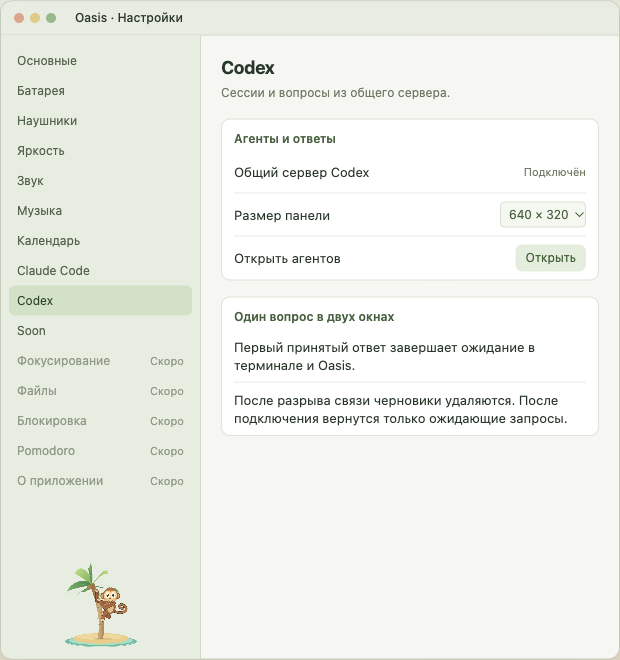 Oasis · Настройки
Основные
Батарея
Наушники
Яркость
Звук
Музыка
Календарь
Claude Code
Codex
Soon
Фокусирование Скоро
Файлы Скоро
Блокировка Скоро
Pomodoro Скоро
О приложении Скоро
Codex
Сессии и вопросы из общего сервера.
Агенты и ответы
Общий сервер Codex Подключён
Размер панели 640 × 320
Открыть агентов Открыть
Один вопрос в двух окнах
Первый принятый ответ завершает ожидание в
терминале и Oasis.
После разрыва связи черновики удаляются. После
подключения вернутся только ожидающие запросы.